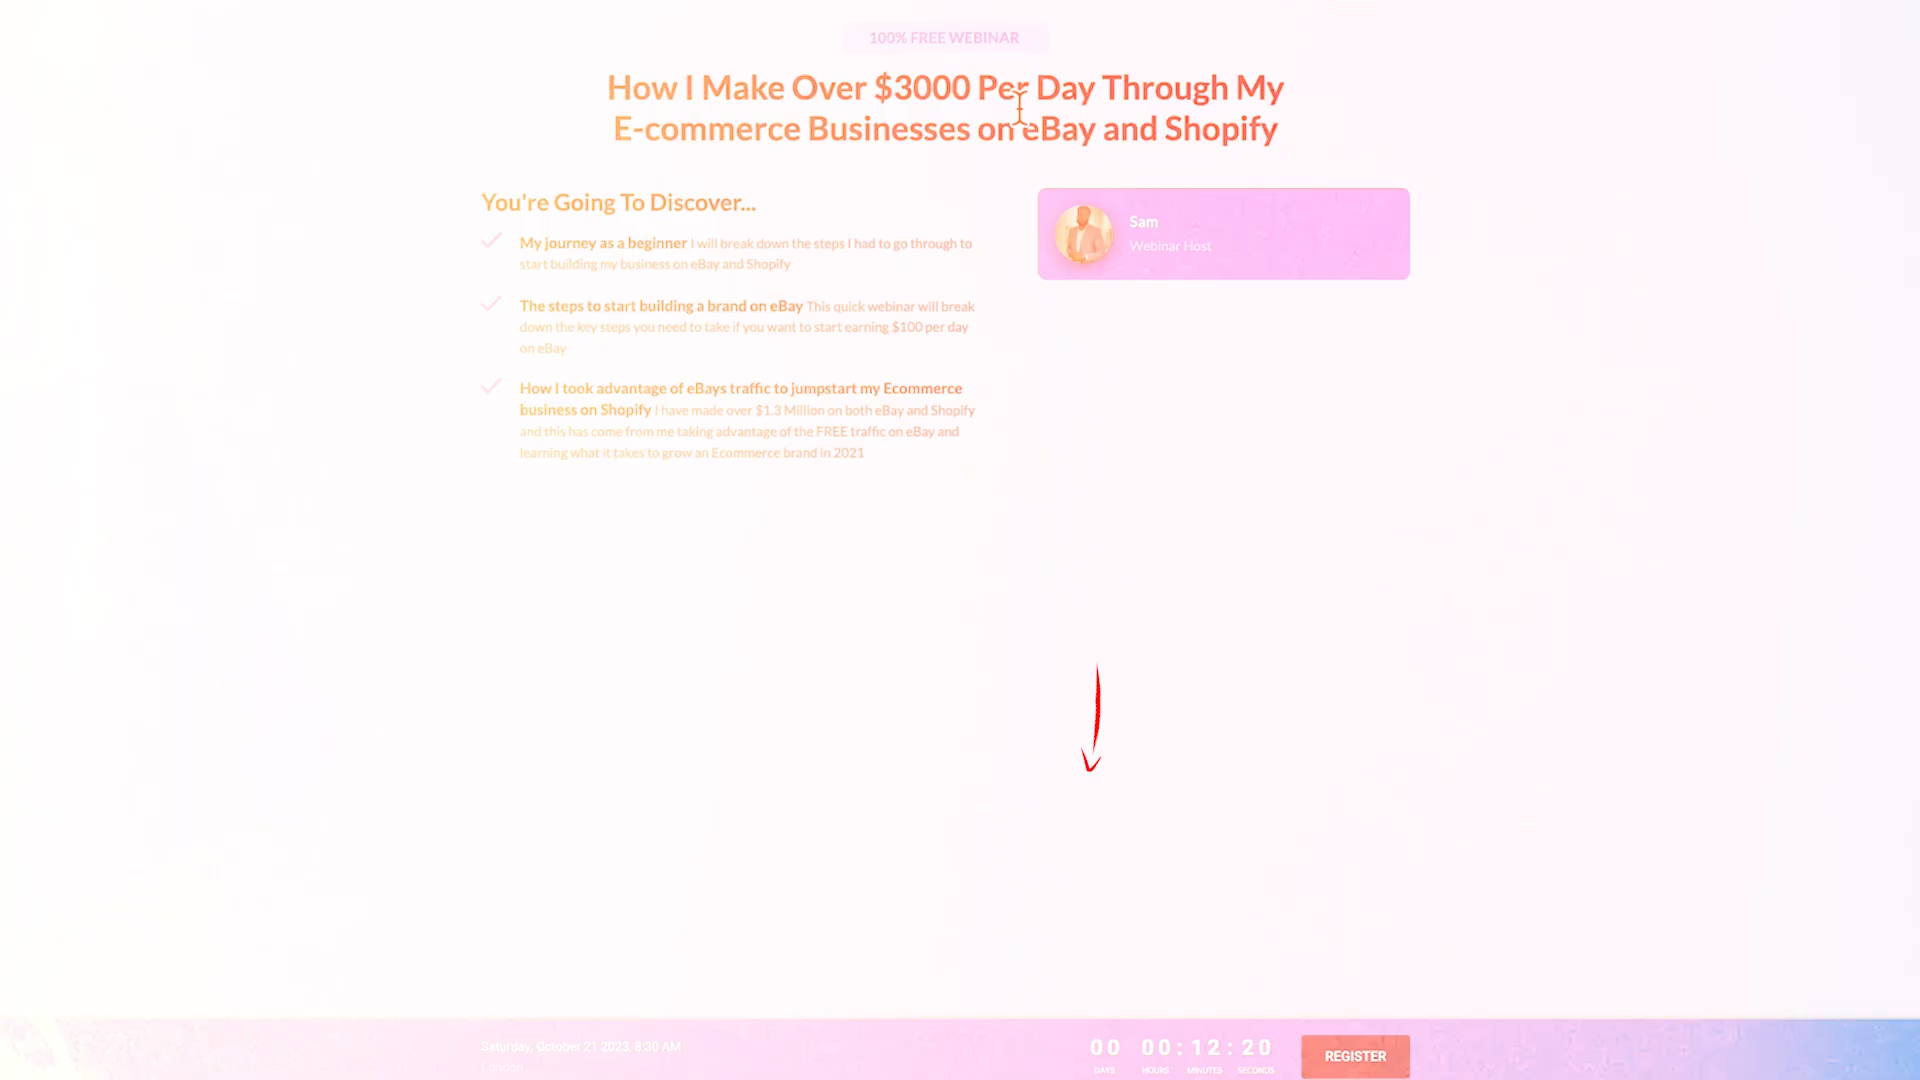 100% FREE WEBINAR
How I Make Over $3000 Per Day Through My
E-commerce Businesses on eBay and Shopify
You're Going To Discover...
My journey as a beginner I will break down the steps I had to go through to
start building my business on eBay and Shopify
The steps to start building a brand on eBay This quick webinar will break
down the key steps you need to take if you want to start earning $100 per day
on eBay
How I took advantage of eBays traffic to jumpstart my Ecommerce
business on Shopify I have made over $1.3 Million on both eBay and Shopify
and this has come from me taking advantage of the FREE traffic on eBay and
learning what it takes to grow an Ecommerce brand in 2021
Sam
Webinar Host
Saturday, October 21 2023, 8:30 AM
London
00 00:12:20
DAYS HOURS MINUTES SECONDS
REGISTER